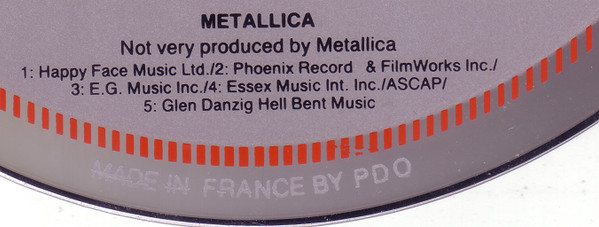 METALLICA
Not very produced by Metallica
1: Happy Face Music Ltd./2: Phoenix Record & FilmWorks Inc./
3: E.G. Music Inc./4: Essex Music Int. Inc./ASCAP/
5: Glen Danzig Hell Bent Music
MADE IN FRANCE BY PDO